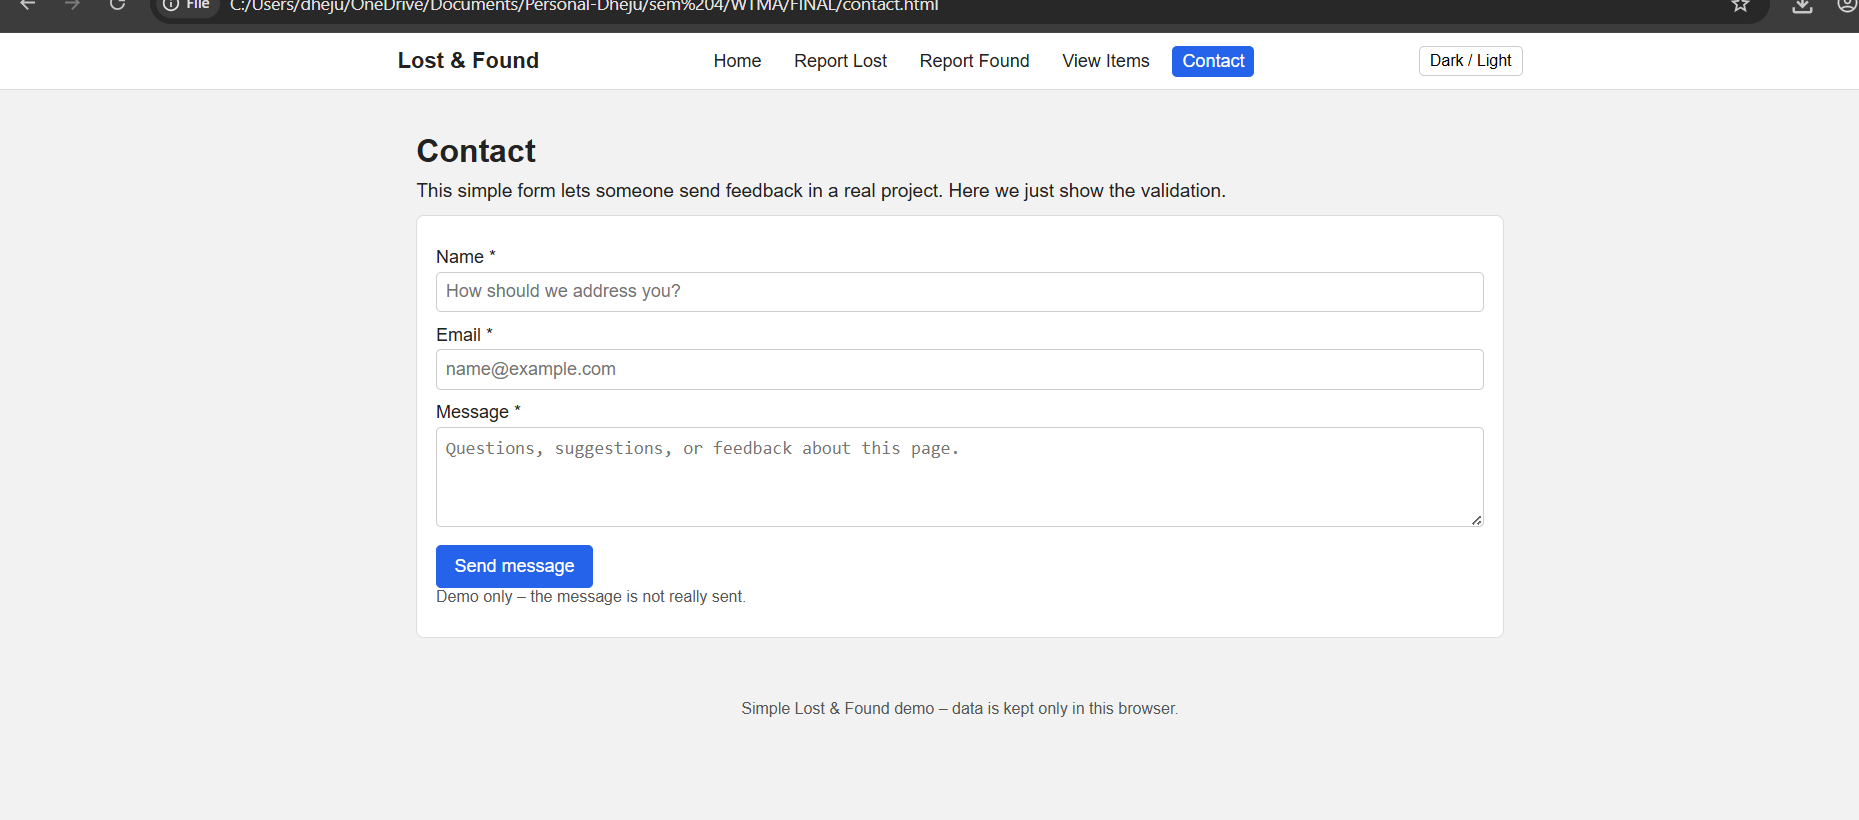 File C:/Users/dheju/OneDrive/Documents/Personal-Dheju/sem%204/WTMA/FINAL/contact.html
Lost & Found Home Report Lost Report Found View Items Contact Dark / Light
Contact
This simple form lets someone send feedback in a real project. Here we just show the validation.
Name *
How should we address you?
Email *
name@example.com
Message *
Questions, suggestions, or feedback about this page.
Send message
Demo only – the message is not really sent.
Simple Lost & Found demo – data is kept only in this browser.